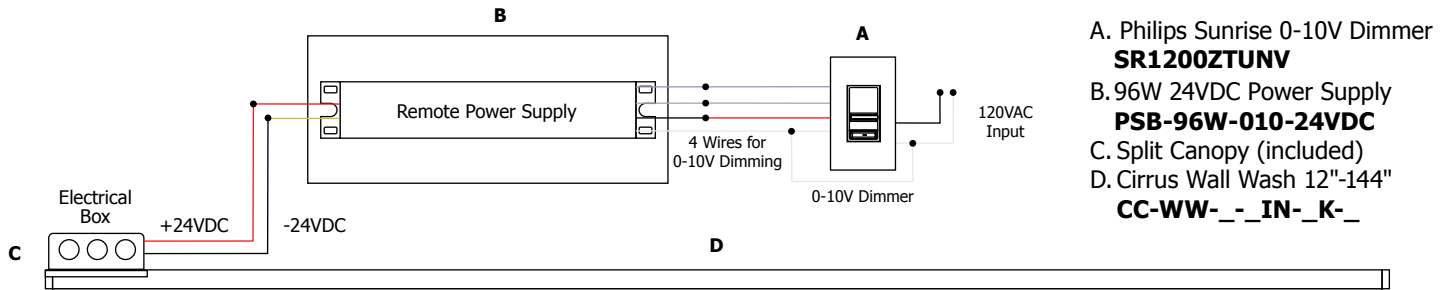 B
A
Remote Power Supply
4 Wires for
0-10V Dimming
120VAC
Input
0-10V Dimmer
Electrical
Box
+24VDC
-24VDC
C
D
A. Philips Sunrise 0-10V Dimmer
SR1200ZTUNV
B. 96W 24VDC Power Supply
PSB-96W-010-24VDC
C. Split Canopy (included)
D. Cirrus Wall Wash 12"-144"
CC-WW-_-_IN-_K-_